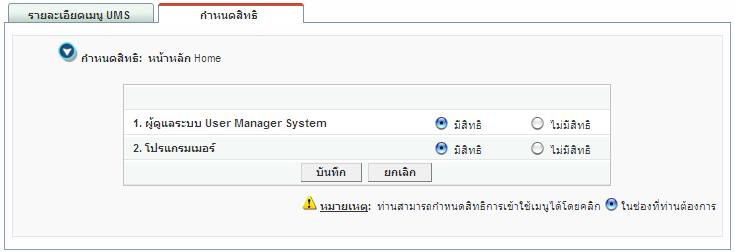 รายละเอียดเมนู UMS กำหนดสิทธิ
กำหนดสิทธิ: หน้าหลัก Home
1. ผู้ดูแลระบบ User Manager System มีสิทธิ ไม่มีสิทธิ
2. โปรแกรมเมอร์ มีสิทธิ ไม่มีสิทธิ
บันทึก ยกเลิก
หมายเหตุ: ท่านสามารถกำหนดสิทธิการเข้าใช้เมนูได้โดยคลิก ในช่องที่ท่านต้องการ